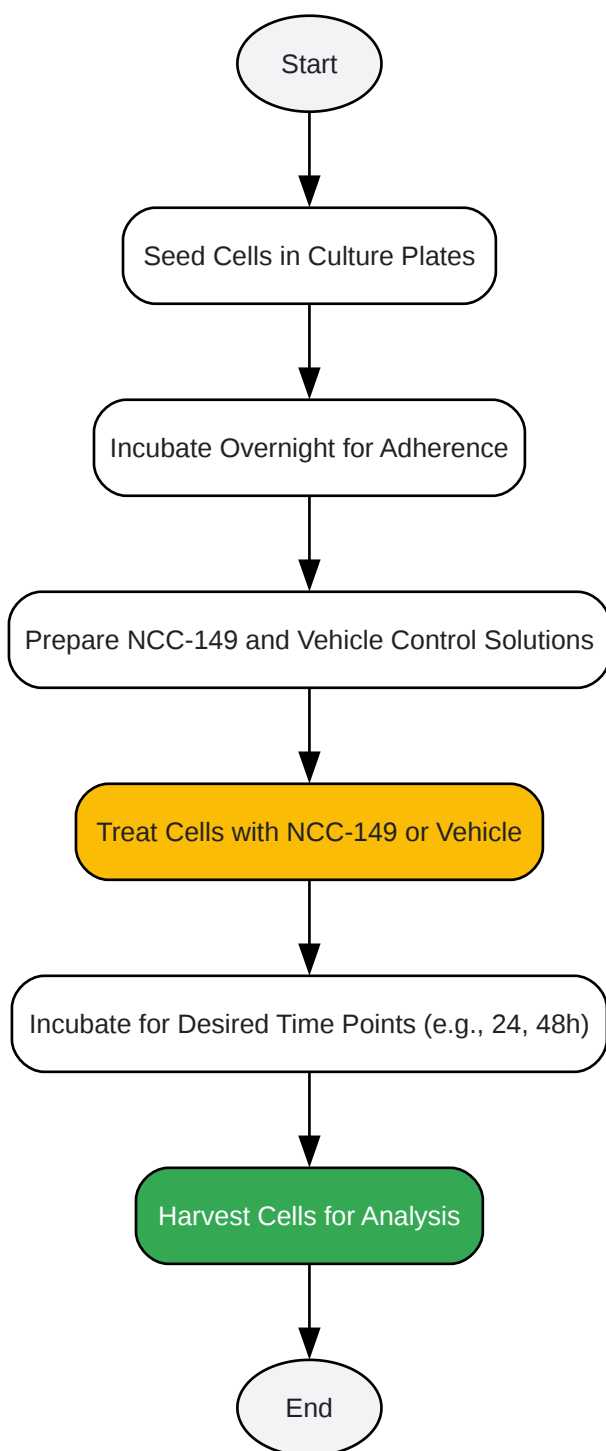 Start
Seed Cells in Culture Plates
Incubate Overnight for Adherence
Prepare NCC-149 and Vehicle Control Solutions
Treat Cells with NCC-149 or Vehicle
Incubate for Desired Time Points (e.g., 24, 48h)
Harvest Cells for Analysis
End